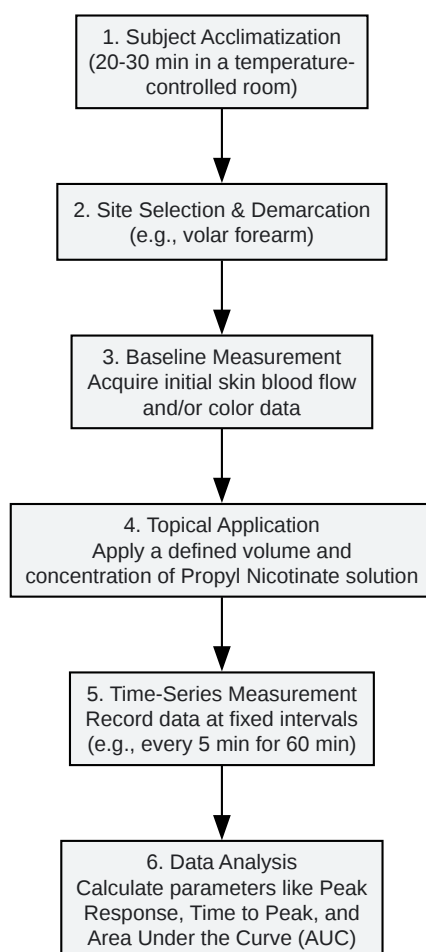 1. Subject Acclimatization
(20-30 min in a temperature-
controlled room)
2. Site Selection & Demarcation
(e.g., volar forearm)
3. Baseline Measurement
Acquire initial skin blood flow
and/or color data
4. Topical Application
Apply a defined volume and
concentration of Propyl Nicotinate solution
5. Time-Series Measurement
Record data at fixed intervals
(e.g., every 5 min for 60 min)
6. Data Analysis
Calculate parameters like Peak
Response, Time to Peak, and
Area Under the Curve (AUC)